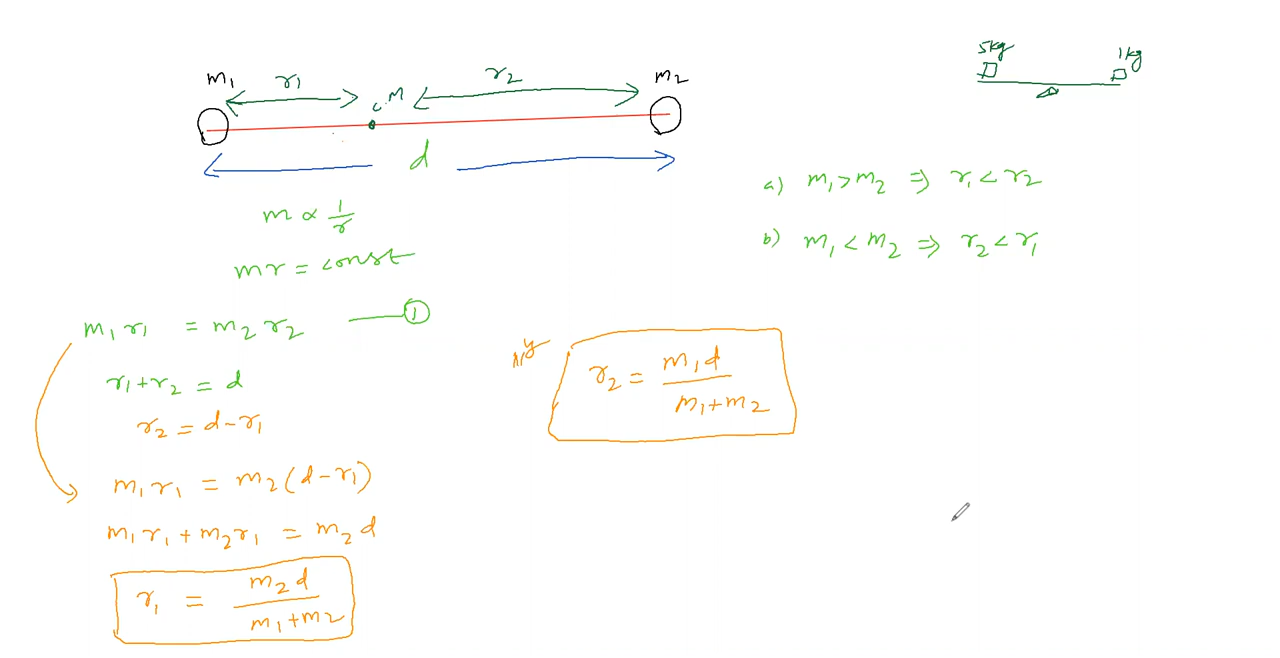 5kg 1kg
m₁ r₁ C.M r₂ m₂
d
m ∝ 1/r
mr = const
m₁r₁ = m₂r₂ —— ①
r₁+r₂ = d
r₂ = d-r₁
m₁r₁ = m₂(d-r₁)
m₁r₁+m₂r₁ = m₂d
r₁ = m₂d/(m₁+m₂)
a) m₁>m₂ ⇒ r₁<r₂
b) m₁<m₂ ⇒ r₂<r₁
llly r₂ = m₁d/(m₁+m₂)